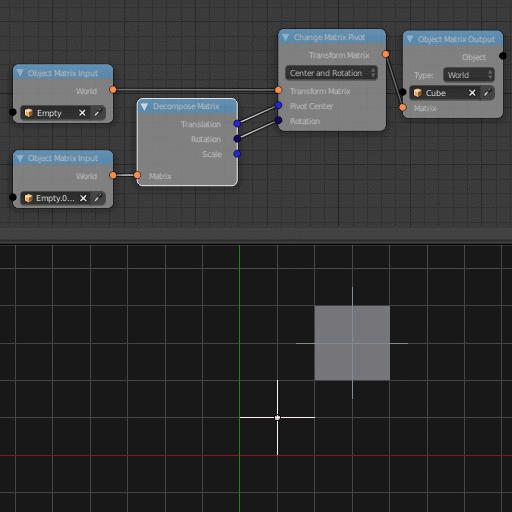 Object Matrix Input
World
Empty
Object Matrix Input
World
Empty.0...
Decompose Matrix
Translation
Rotation
Scale
Matrix
Change Matrix Pivot
Transform Matrix
Center and Rotation
Transform Matrix
Pivot Center
Rotation
Object Matrix Output
Object
Type: World
Cube
Matrix